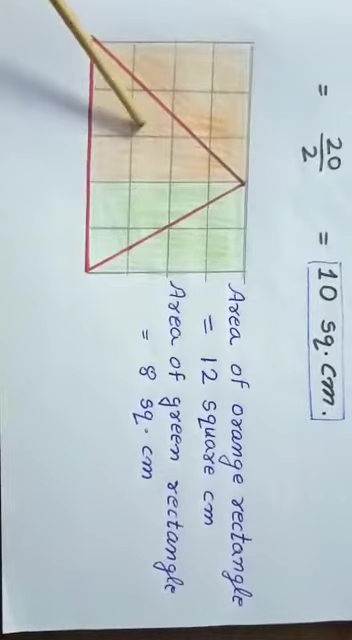 = 20/2 = 10 sq. cm.
Area of orange rectangle
= 12 square cm
Area of green rectangle
= 8 sq. cm